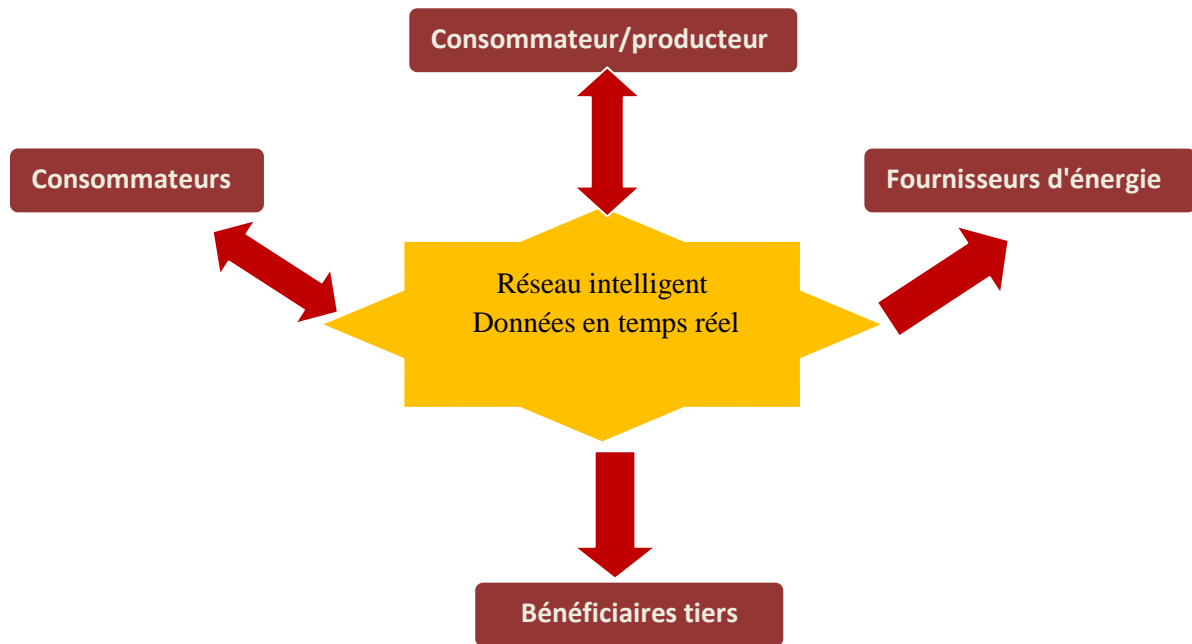 Consommateur/producteur
Consommateurs
Fournisseurs d'énergie
Réseau intelligent
Données en temps réel
Bénéficiaires tiers